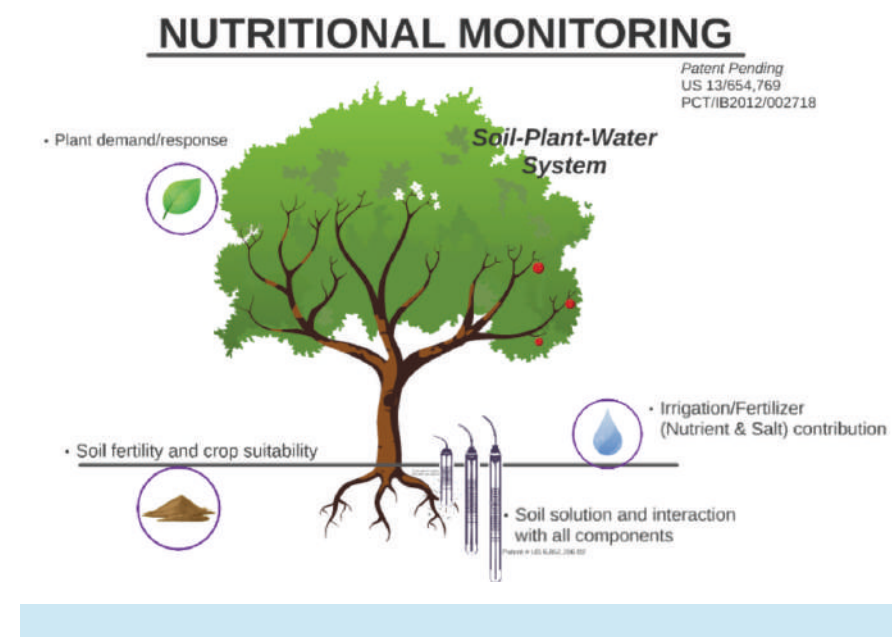 NUTRITIONAL MONITORING
Patent Pending
US 13/654,769
PCT/IB2012/002718
• Plant demand/response
Soil-Plant-Water
System
• Irrigation/Fertilizer
(Nutrient & Salt) contribution
• Soil fertility and crop suitability
• Soil solution and interaction
with all components